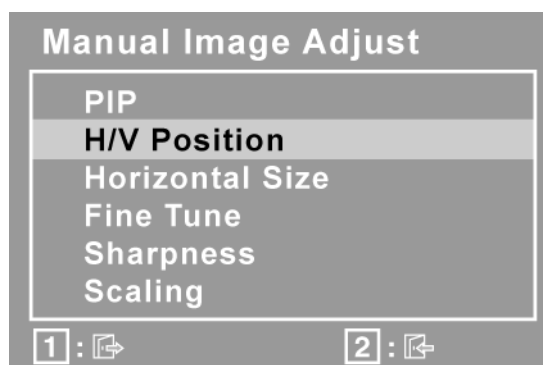 Manual Image Adjust
PIP
H/V Position
Horizontal Size
Fine Tune
Sharpness
Scaling
1 : 2 :